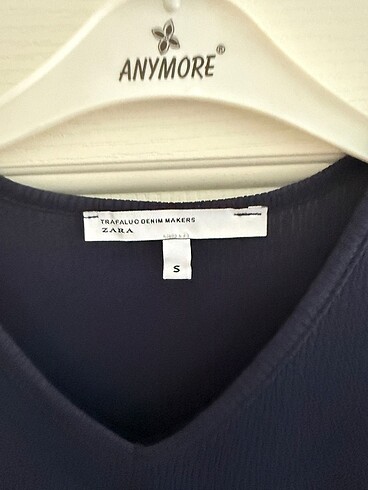 ANYMORE®
TRAFALUC DENIM MAKERS
ZARA
S